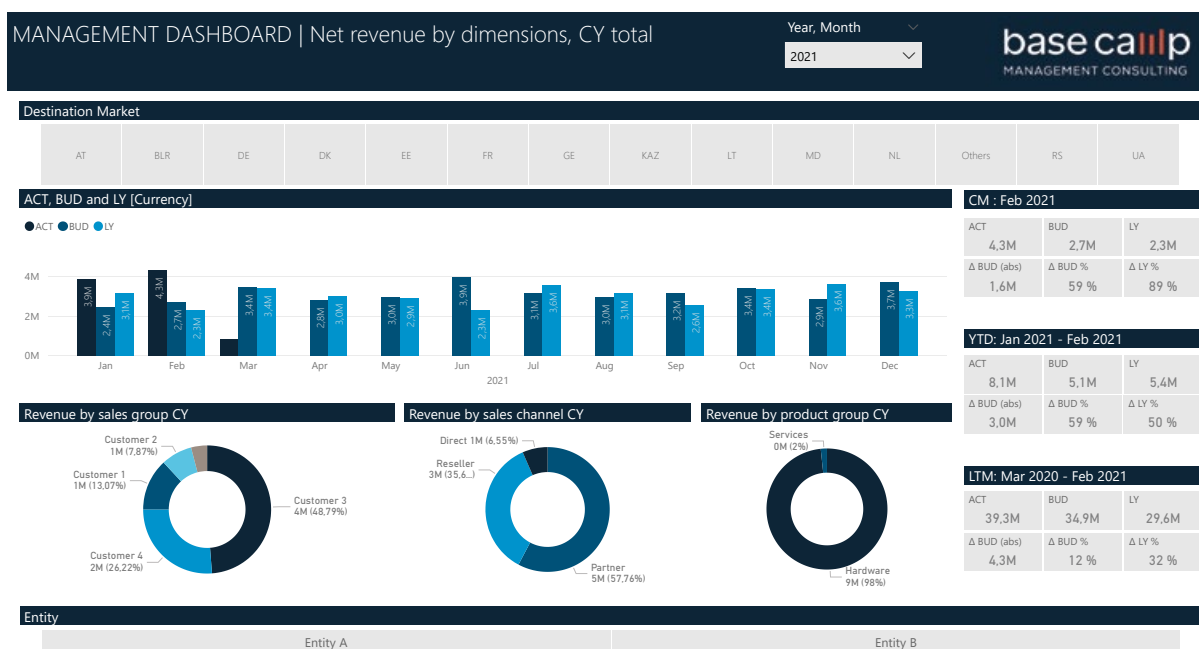 MANAGEMENT DASHBOARD | Net revenue by dimensions, CY total
Year, Month
2021
base camp
MANAGEMENT CONSULTING
Destination Market
AT BLR DE DK EE FR GE KAZ LT MD NL Others RS UA
ACT, BUD and LY [Currency]
ACT BUD LY
4M
2M
0M
3,9M 2,4M 3,1M
4,3M 2,7M 2,3M
3,4M 3,4M
2,8M 3,0M
3,0M 2,9M
3,9M 2,3M
3,1M 3,6M
3,0M 3,1M
3,2M 2,6M
3,4M 3,4M
2,9M 3,6M
3,7M 3,3M
Jan Feb Mar Apr May Jun Jul Aug Sep Oct Nov Dec
2021
CM : Feb 2021
ACT BUD LY
4,3M 2,7M 2,3M
Δ BUD (abs) Δ BUD % Δ LY %
1,6M 59 % 89 %
YTD: Jan 2021 - Feb 2021
ACT BUD LY
8,1M 5,1M 5,4M
Δ BUD (abs) Δ BUD % Δ LY %
3,0M 59 % 50 %
LTM: Mar 2020 - Feb 2021
ACT BUD LY
39,3M 34,9M 29,6M
Δ BUD (abs) Δ BUD % Δ LY %
4,3M 12 % 32 %
Revenue by sales group CY
Customer 2
1M (7,87%)
Customer 1
1M (13,07%)
Customer 3
4M (48,79%)
Customer 4
2M (26,22%)
Revenue by sales channel CY
Direct 1M (6,55%)
Reseller
3M (35,6...)
Partner
5M (57,76%)
Revenue by product group CY
Services
0M (2%)
Hardware
9M (98%)
Entity
Entity A Entity B